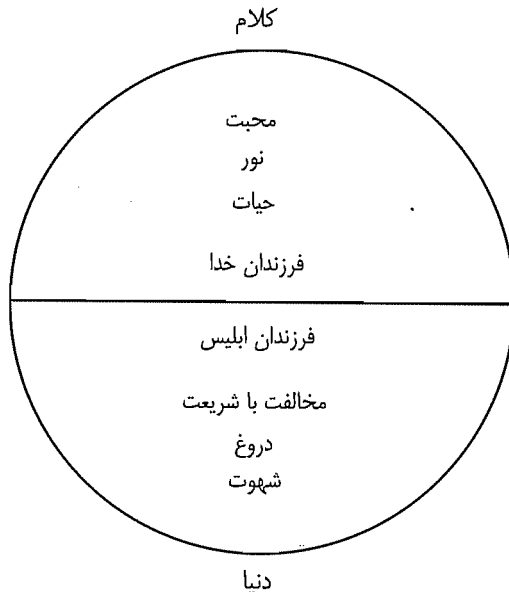 کلام
محبت
نور
حیات
فرزندان خدا
فرزندان ابلیس
مخالفت با شریعت
دروغ
شهوت
دنیا